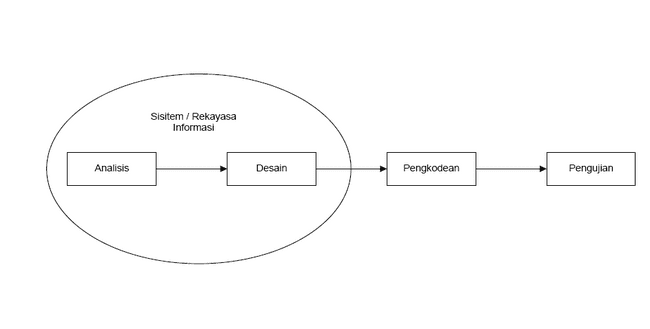 Sisitem / Rekayasa
Informasi
Analisis
Desain
Pengkodean
Pengujian